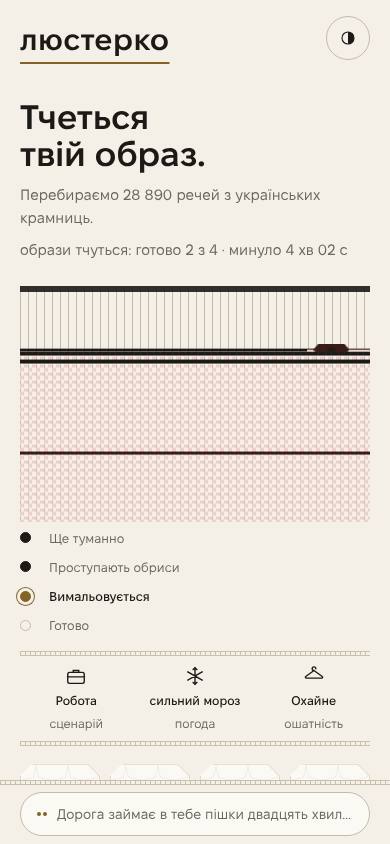 люстерко
Тчеться
твій образ.
Перебираємо 28 890 речей з українських
крамниць.
образи тчуться: готово 2 з 4 · минуло 4 хв 02 с
Ще туманно
Проступають обриси
Вимальовується
Готово
Робота
сильний мороз
Охайне
сценарій
погода
ошатність
Дорога займає в тебе пішки двадцять хвил...